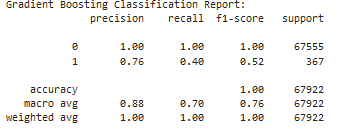 Gradient Boosting Classification Report:
precision recall f1-score support
0 1.00 1.00 1.00 67555
1 0.76 0.40 0.52 367
accuracy 1.00 67922
macro avg 0.88 0.70 0.76 67922
weighted avg 1.00 1.00 1.00 67922